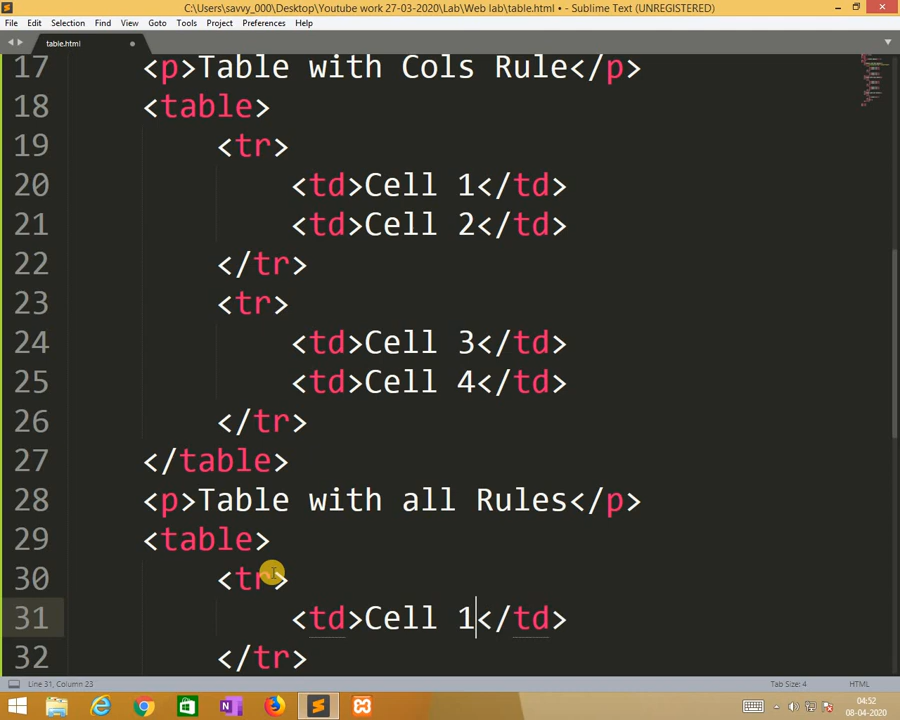 C:\Users\savvy_000\Desktop\Youtube work 27-03-2020\Lab\Web lab\table.html • - Sublime Text (UNREGISTERED)
File Edit Selection Find View Goto Tools Project Preferences Help
table.html
17 <p>Table with Cols Rule</p>
18 <table>
19 <tr>
20 <td>Cell 1</td>
21 <td>Cell 2</td>
22 </tr>
23 <tr>
24 <td>Cell 3</td>
25 <td>Cell 4</td>
26 </tr>
27 </table>
28 <p>Table with all Rules</p>
29 <table>
30 <tr>
31 <td>Cell 1</td>
32 </tr>
Line 31, Column 23 Tab Size: 4 HTML
04:52
08-04-2020